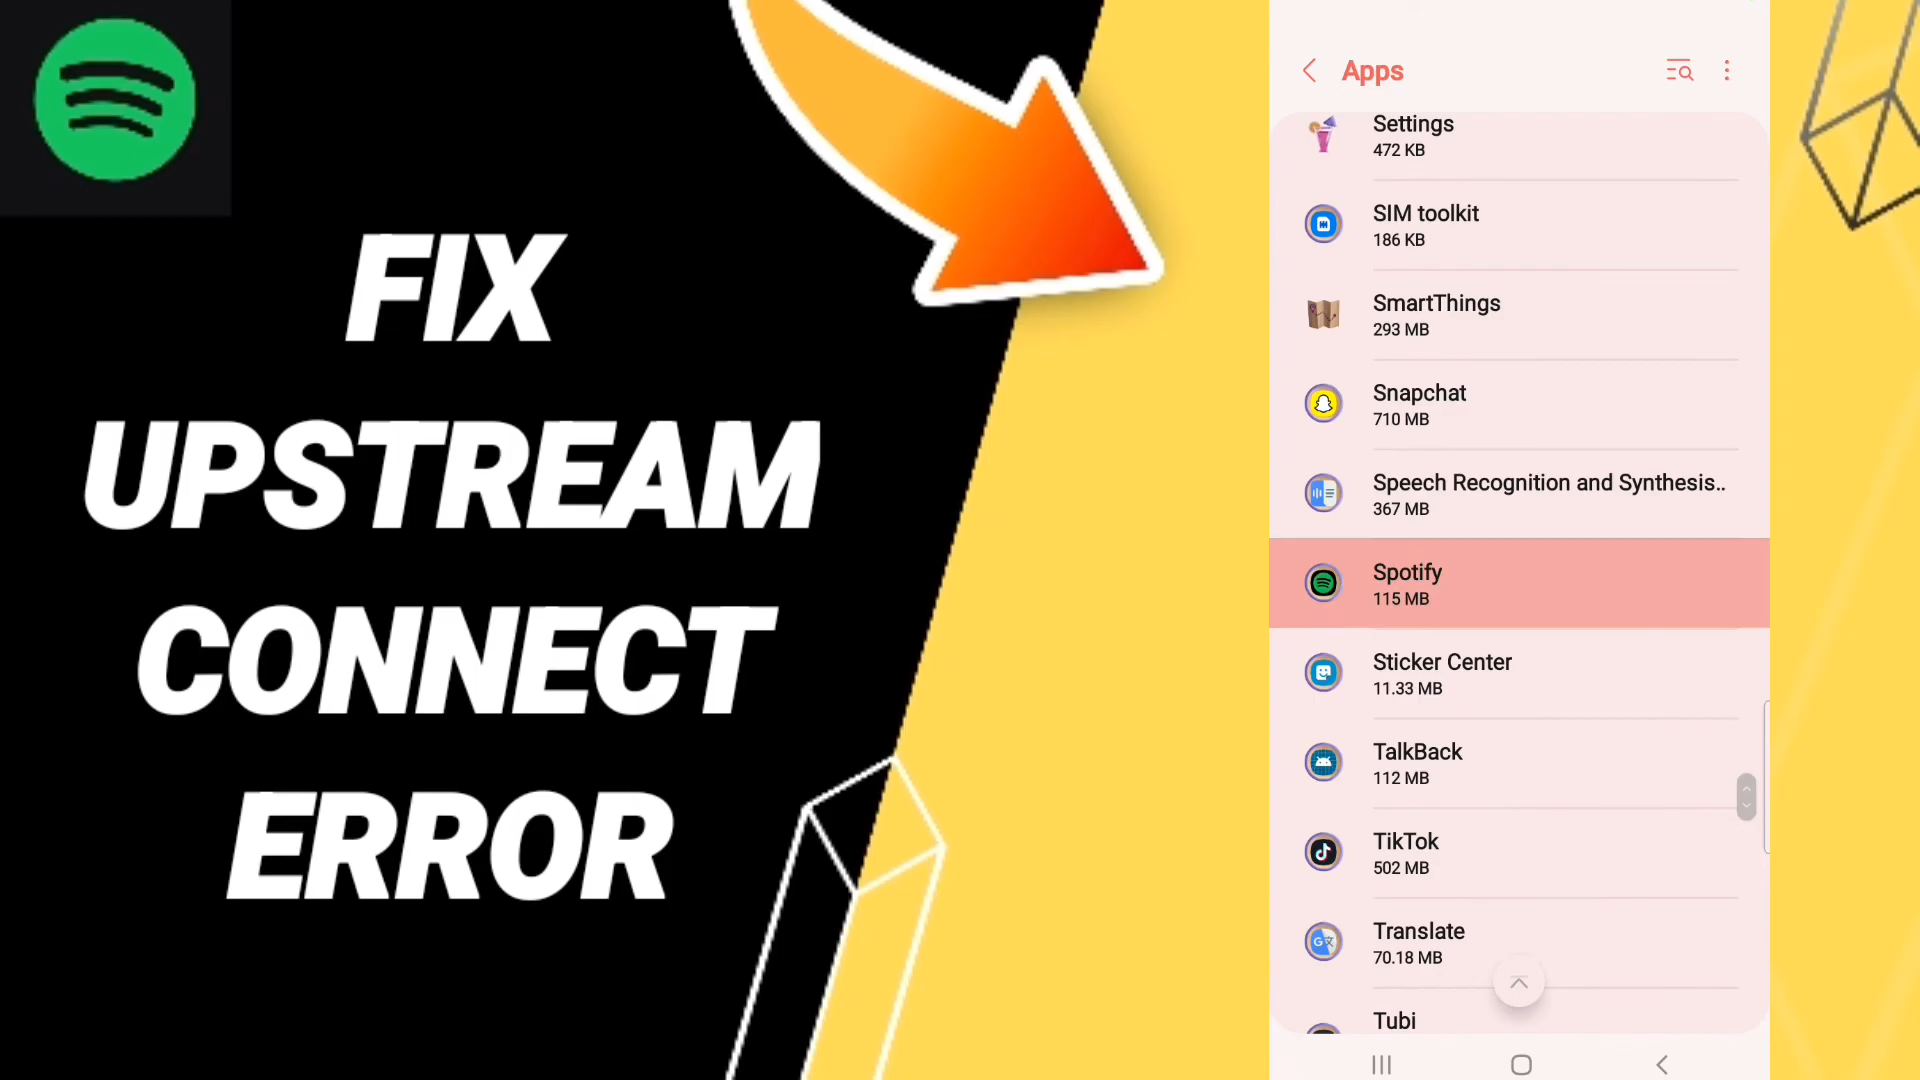 FIX
UPSTREAM
CONNECT
ERROR
Apps
Settings
472 KB
SIM toolkit
186 KB
SmartThings
293 MB
Snapchat
710 MB
Speech Recognition and Synthesis..
367 MB
Spotify
115 MB
Sticker Center
11.33 MB
TalkBack
112 MB
TikTok
502 MB
Translate
70.18 MB
Tubi